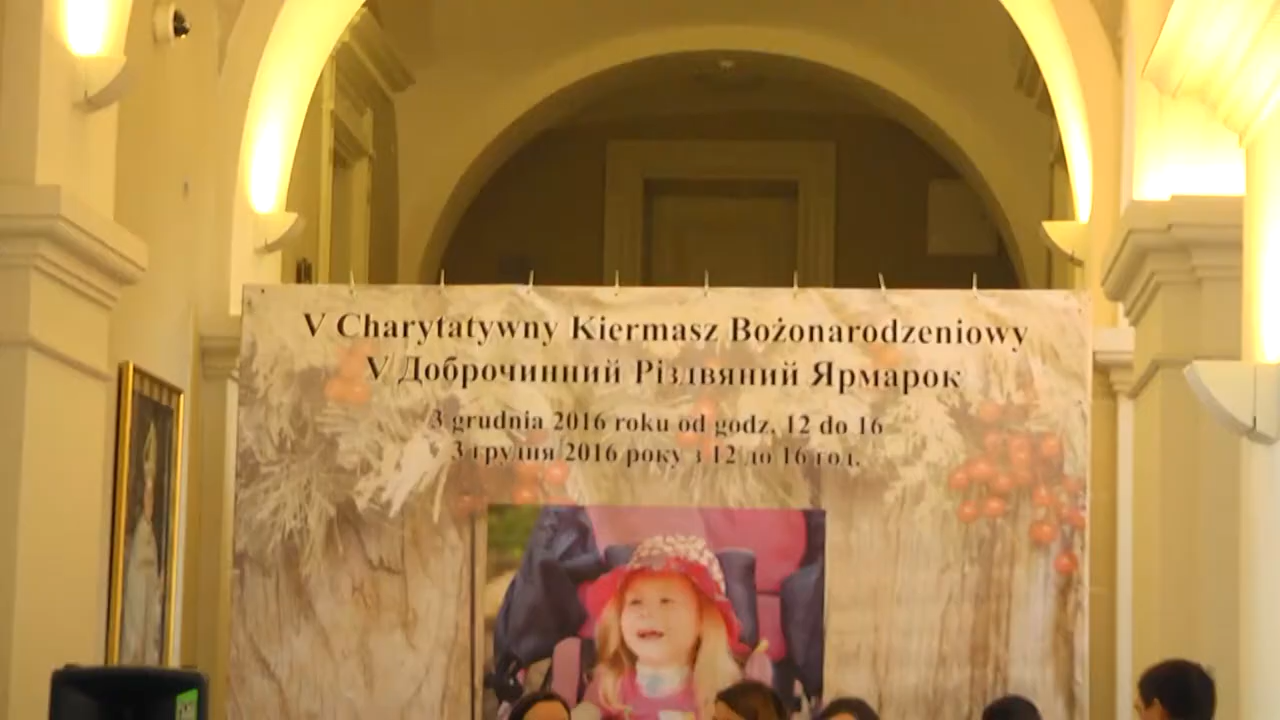 V Charytatywny Kiermasz Bożonarodzeniowy
V Доброчинний Різдвяний Ярмарок
3 grudnia 2016 roku od godz. 12 do 16
3 грудня 2016 року з 12 до 16 год.